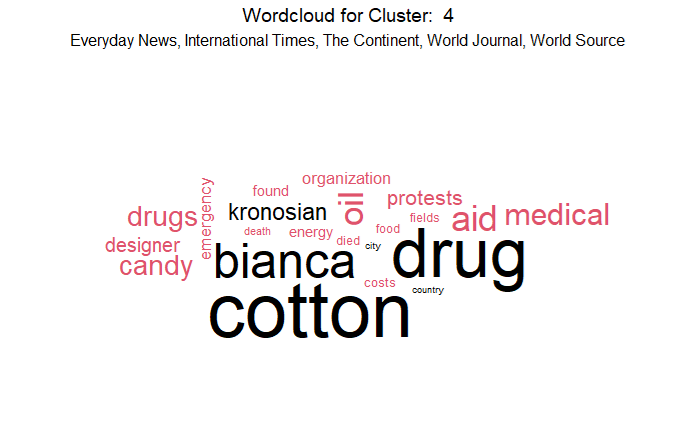 Wordcloud for Cluster: 4
Everyday News, International Times, The Continent, World Journal, World Source
organization
found
emergency
oil
protests
drugs
kronosian
fields
aid
medical
death
energy
food
designer
died
city
candy
bianca
drug
costs
country
cotton